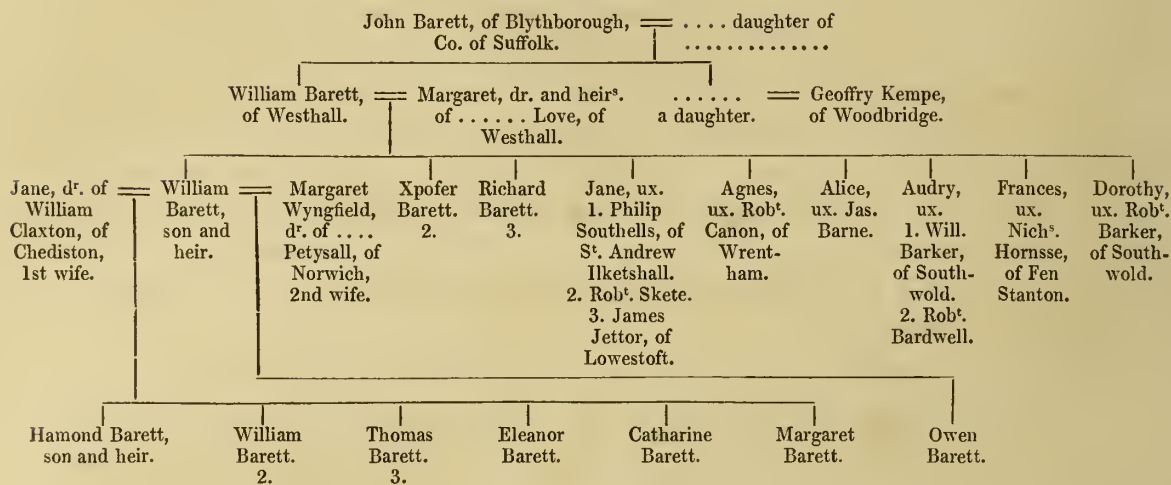 John Barett, of Blythborough,
Co. of Suffolk.
. . . . daughter of
. . . . . . . . . . . . . .
William Barett,
of Westhall.
Margaret, dr. and heirˢ.
of . . . . . . Love, of
Westhall.
. . . . . .
a daughter.
Geoffry Kempe,
of Woodbridge.
Jane, dʳ. of
William
Claxton, of
Chediston,
1st wife.
William
Barett,
son and
heir.
Margaret
Wyngfield,
dʳ. of . . . .
Petysall, of
Norwich,
2nd wife.
Xpofer
Barett.
2.
Richard
Barett.
3.
Jane, ux.
1. Philip
Southells, of
Sᵗ. Andrew
Ilketshall.
2. Robᵗ. Skete.
3. James
Jettor, of
Lowestoft.
Agnes,
ux. Robᵗ.
Canon, of
Wrent-
ham.
Alice,
ux. Jas.
Barne.
Audry,
ux.
1. Will.
Barker,
of South-
wold.
2. Robᵗ.
Bardwell.
Frances,
ux.
Nichˢ.
Hornsse,
of Fen
Stanton.
Dorothy,
ux. Robᵗ.
Barker,
of South-
wold.
Hamond Barett,
son and heir.
William
Barett.
2.
Thomas
Barett.
3.
Eleanor
Barett.
Catharine
Barett.
Margaret
Barett.
Owen
Barett.